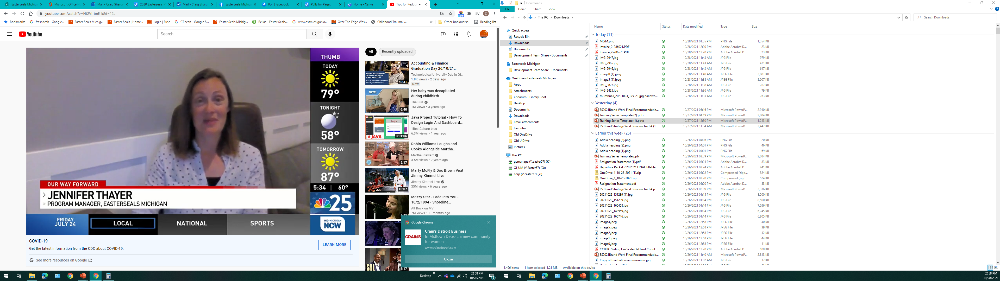 Easterseals Michig
Microsoft Office H
Mail - Craig Sharu
2020 Easterseals M
Mail - Craig Sharu
Easterseals Michig
Poll | Facebook
Polls for Pages
Home - Canva
Tips for Reduc
youtube.com/watch?v=Nt2Vl_bnE-k&t=12s
New
C
Bookmarks
freshdesk - Google...
Easter Seals Michig...
Easter Seals | Home...
Login | Fuse
CT scan - Google S...
Easter Seals Michig...
Relias - Easter Seals...
www.essmichigan.o...
Over The Edge Wes...
Childhood Trauma |...
Other bookmarks
Reading list
YouTube
Search
THUMB
TODAY
79°
TONIGHT
58°
TOMORROW
87°
5:34 | 60°
NBC 25
MID-MICHIGAN
NOW
OUR WAY FORWARD
JENNIFER THAYER
» PROGRAM MANAGER, EASTERSEALS MICHIGAN
FRIDAY
JULY 24
LOCAL
NATIONAL
SPORTS
COVID-19
Get the latest information from the CDC about COVID-19.
LEARN MORE
See more resources on Google
All
Recently uploaded
Accounting & Finance
Graduation Day 26/10/21...
Technological University Dublin Of...
1.8K views • 2 days ago
New
50:41
Her baby was decapitated
during childbirth
The Sun
1M views • 3 years ago
NEWS
6:40
Java Project Tutorial - How To
Design Login And Dashboard...
1BestCsharp blog
6.3M views • 1 year ago
Login
#JAVA
3:01:06
Robin Williams Laughs and
Cooks Alongside Martha...
Martha Stewart
3.5M views • 7 years ago
5:17
Marty McFly & Doc Brown Visit
Jimmy Kimmel Live
Jimmy Kimmel Live
35M views • 6 years ago
JIMMY
KIMMEL
LIVE!
10:07
Mazzy Star - Fade Into You -
10/2/1994 - Shoreline...
Alt Rock on MV
7M views • 11 months ago
SNL
5:17
Google Chrome
CRAIN'S
Crain's Detroit Business
In Midtown Detroit, a new community
for women
www.crainsdetroit.com
Close
Desktop
02:58 PM
10/28/2021
5
Downloads
File
Home
Share
View
This PC > Downloads >
Search Downloads
Quick access
Recycle Bin
Downloads
Documents
Development Team Share - Documents
Easterseals Michigan
Development Team Share - Documents
OneDrive - Easterseals Michigan
Apps
Attachments
CSharum - Library Root
Desktop
Documents
Downloads
Email attachments
Favorites
Old OneDrive
Old U Drive
Pictures
This PC
gcmanage (\\easter57) (K:)
QI_UM (\\Easter57) (Q:)
corp (\\easter57) (Y:)
Name Status Date modified Type Size
Today (11)
M&M.png 10/28/2021 01:35 PM PNG File 1,354 KB
Invoice_2-286021.PDF 10/28/2021 12:20 PM Adobe Acrobat D... 23 KB
Invoice_2-286575.PDF 10/28/2021 12:20 PM Adobe Acrobat D... 23 KB
IMG_2947.jpg 10/28/2021 11:43 AM JPG File 979 KB
IMG_7965.jpg 10/28/2021 11:43 AM JPG File 471 KB
IMG_7946.jpg 10/28/2021 11:43 AM JPG File 647 KB
image0 (1).jpeg 10/28/2021 11:40 AM JPEG File 2,881 KB
image5 (1).jpeg 10/28/2021 11:38 AM JPEG File 3,007 KB
IMG_3827.jpg 10/28/2021 11:38 AM JPG File 267 KB
IMG_2425.jpg 10/28/2021 11:36 AM JPG File 79 KB
thumbnail_20211023_175321.jpg hallowe... 10/28/2021 11:35 AM JPG File 263 KB
Yesterday (4)
ES2021Brand Work Final Recommendatio... 10/27/2021 05:16 PM Microsoft PowerP... 2,940 KB
Training Series Template (2).pptx 10/27/2021 04:19 PM Microsoft PowerP... 2,084 KB
Training Series Template (1).pptx 10/27/2021 12:30 PM Microsoft PowerP... 1,243 KB
ES Brand Strategy Work Preview for LA (1... 10/27/2021 11:34 AM Microsoft PowerP... 2,447 KB
Earlier this week (25)
Add a heading (3).png 10/26/2021 04:06 PM PNG File 20 KB
Add a heading (2).png 10/26/2021 04:01 PM PNG File 46 KB
Add a heading (1).png 10/26/2021 04:01 PM PNG File 69 KB
Training Series Template.pptx 10/26/2021 03:39 PM Microsoft PowerP... 2,084 KB
Resignation Statement (1).pdf 10/26/2021 03:24 PM Adobe Acrobat D... 83 KB
Departure Packet 7.28.2021 FINAL fillable.... 10/26/2021 03:24 PM Adobe Acrobat D... 441 KB
OneDrive_1_10-26-2021 (1).zip 10/26/2021 03:22 PM Compressed (zipp... 524 KB
OneDrive_1_10-26-2021.zip 10/26/2021 03:20 PM Compressed (zipp... 524 KB
Resignation Statement.pdf 10/26/2021 03:20 PM Adobe Acrobat D... 83 KB
ES Brand Strategy Work Preview for LA.p... 10/26/2021 02:09 PM Microsoft PowerP... 2,336 KB
20211022_151239 (1).jpg 10/26/2021 01:15 PM JPG File 8,500 KB
20211022_151239.jpg 10/26/2021 01:14 PM JPG File 8,500 KB
20211022_160458.jpg 10/26/2021 01:14 PM JPG File 7,036 KB
20211022_143959.jpg 10/26/2021 01:14 PM JPG File 6,245 KB
20211022_160746.jpg 10/26/2021 01:14 PM JPG File 6,805 KB
image4.jpeg 10/26/2021 12:58 PM JPEG File 40 KB
image5.jpeg 10/26/2021 12:58 PM JPEG File 39 KB
image2.jpeg 10/26/2021 12:58 PM JPEG File 42 KB
image1.jpeg 10/26/2021 12:58 PM JPEG File 44 KB
image0.jpeg 10/26/2021 12:58 PM JPEG File 41 KB
CCBHC Sliding Fee Scale Oakland Count... 10/26/2021 12:20 PM Adobe Acrobat D... 109 KB
ES2021Brand Work Final Recommendatio... 10/26/2021 11:40 AM Microsoft PowerP... 2,813 KB
Copy of free halloween resources.jpg 10/26/2021 11:02 AM JPG File 37 KB
1,496 items 1 item selected 1.21 MB Available on this device
02:58 PM
10/28/2021